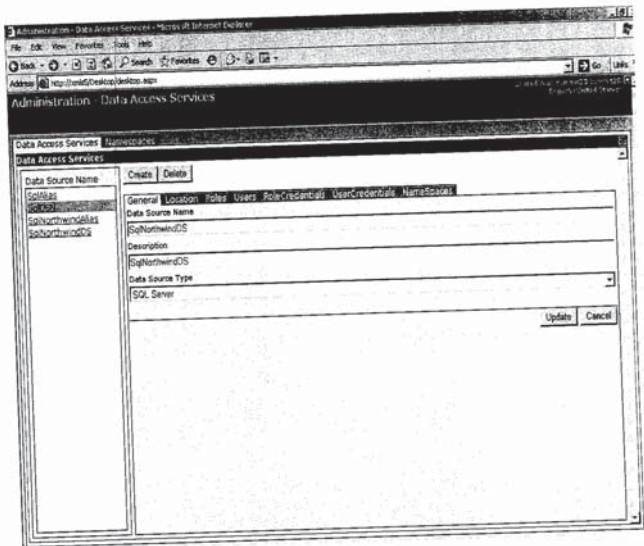 Administration - Data Access Services - Microsoft Internet Explorer
File Edit View Favorites Tools Help
Back Search Favorites
Address Go Links
Administration - Data Access Services
Data Access Services Namespaces
Data Access Services
Data Source Name
SqlAlias
SqlNorthwindAlias
SqlNorthwindDS
Create Delete
General Location Roles Users RoleCredentials UserCredentials NameSpaces
Data Source Name
SqlNorthwindDS
Description
SqlNorthwindDS
Data Source Type
SQL Server
Update Cancel